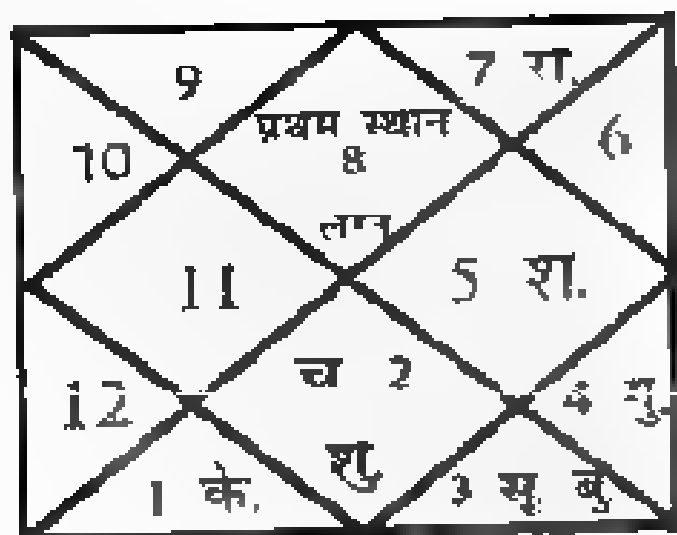 9
7 रा.
प्रथम स्थान
8
10
6
लग्न
11
5 श.
च 2
12
4 गु.
शु
1 के.
3 सू. बु